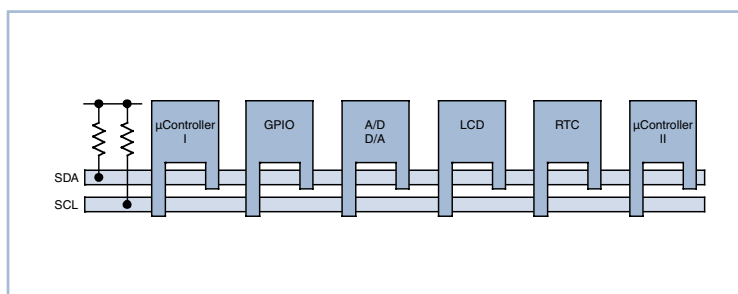 µController
I
GPIO
A/D
D/A
LCD
RTC
µController
II
SDA
SCL